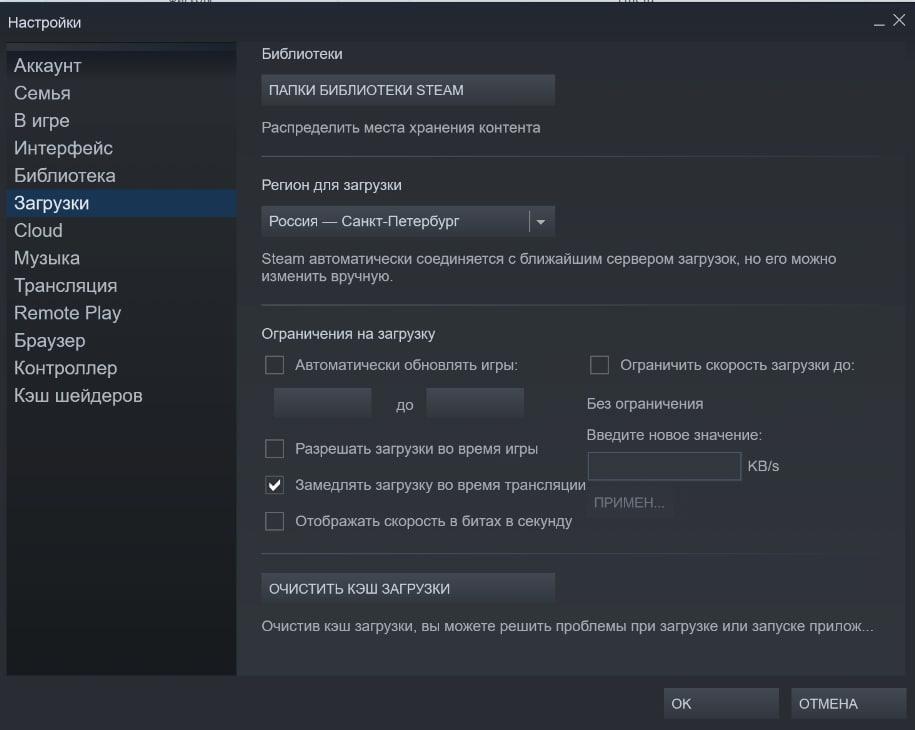 Настройки
Аккаунт
Семья
В игре
Интерфейс
Библиотека
Загрузки
Cloud
Музыка
Трансляция
Remote Play
Браузер
Контроллер
Кэш шейдеров
Библиотеки
ПАПКИ БИБЛИОТЕКИ STEAM
Распределить места хранения контента
Регион для загрузки
Россия — Санкт-Петербург
Steam автоматически соединяется с ближайшим сервером загрузок, но его можно
изменить вручную.
Ограничения на загрузку
Автоматически обновлять игры:
до
Разрешать загрузки во время игры
Замедлять загрузку во время трансляции
Отображать скорость в битах в секунду
Ограничить скорость загрузки до:
Без ограничения
Введите новое значение:
KB/s
ПРИМЕН...
ОЧИСТИТЬ КЭШ ЗАГРУЗКИ
Очистив кэш загрузки, вы можете решить проблемы при загрузке или запуске прилож...
OK
ОТМЕНА